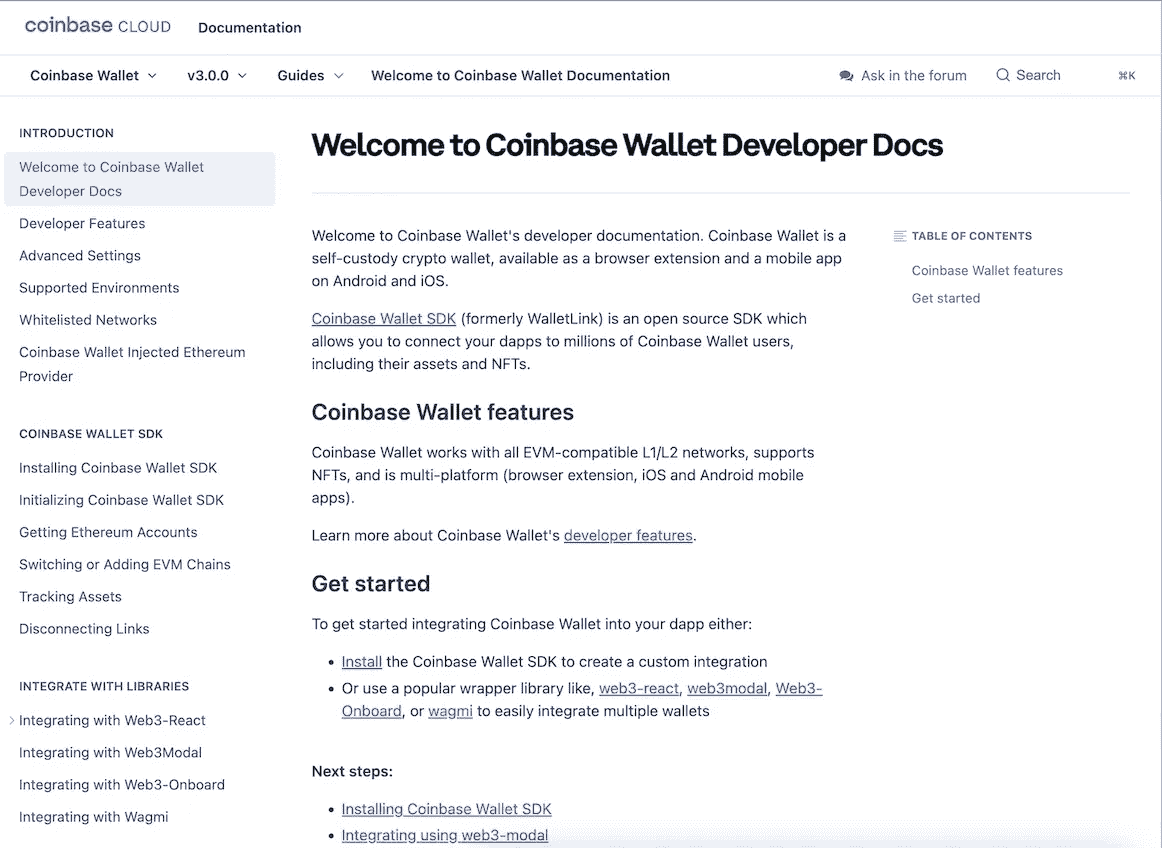 coinbase CLOUD Documentation
Coinbase Wallet v3.0.0 Guides Welcome to Coinbase Wallet Documentation Ask in the forum Search ⌘K
INTRODUCTION
Welcome to Coinbase Wallet
Developer Docs
Developer Features
Advanced Settings
Supported Environments
Whitelisted Networks
Coinbase Wallet Injected Ethereum
Provider
COINBASE WALLET SDK
Installing Coinbase Wallet SDK
Initializing Coinbase Wallet SDK
Getting Ethereum Accounts
Switching or Adding EVM Chains
Tracking Assets
Disconnecting Links
INTEGRATE WITH LIBRARIES
Integrating with Web3-React
Integrating with Web3Modal
Integrating with Web3-Onboard
Integrating with Wagmi
Welcome to Coinbase Wallet Developer Docs
Welcome to Coinbase Wallet's developer documentation. Coinbase Wallet is a
self-custody crypto wallet, available as a browser extension and a mobile app
on Android and iOS.
Coinbase Wallet SDK (formerly WalletLink) is an open source SDK which
allows you to connect your dapps to millions of Coinbase Wallet users,
including their assets and NFTs.
Coinbase Wallet features
Coinbase Wallet works with all EVM-compatible L1/L2 networks, supports
NFTs, and is multi-platform (browser extension, iOS and Android mobile
apps).
Learn more about Coinbase Wallet's developer features.
Get started
To get started integrating Coinbase Wallet into your dapp either:
• Install the Coinbase Wallet SDK to create a custom integration
• Or use a popular wrapper library like, web3-react, web3modal, Web3-
Onboard, or wagmi to easily integrate multiple wallets
Next steps:
• Installing Coinbase Wallet SDK
• Integrating using web3-modal
TABLE OF CONTENTS
Coinbase Wallet features
Get started